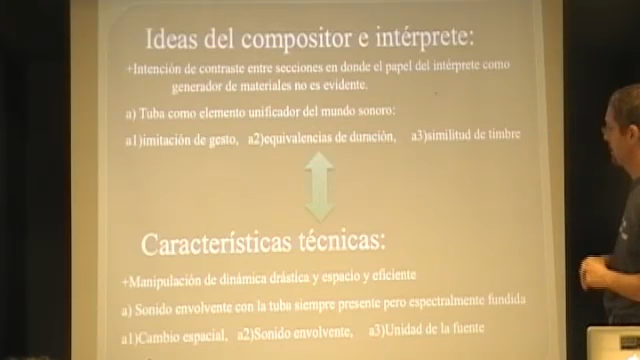 Ideas del compositor e intérprete:
+Intención de contraste entre secciones en donde el papel del intérprete como
generador de materiales no es evidente.
a) Tuba como elemento unificador del mundo sonoro:
a1)imitación de gesto, a2)equivalencias de duración, a3)similitud de timbre
Características técnicas:
+Manipulación de dinámica drástica y espacio y eficiente
a) Sonido envolvente con la tuba siempre presente pero espectralmente fundida
a1)Cambio espacial, a2)Sonido envolvente, a3)Unidad de la fuente